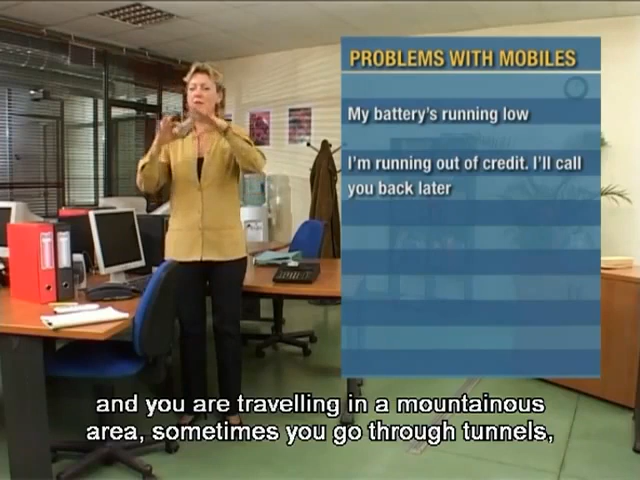 PROBLEMS WITH MOBILES
My battery's running low
I'm running out of credit. I'll call
you back later
and you are travelling in a mountainous
area, sometimes you go through tunnels,